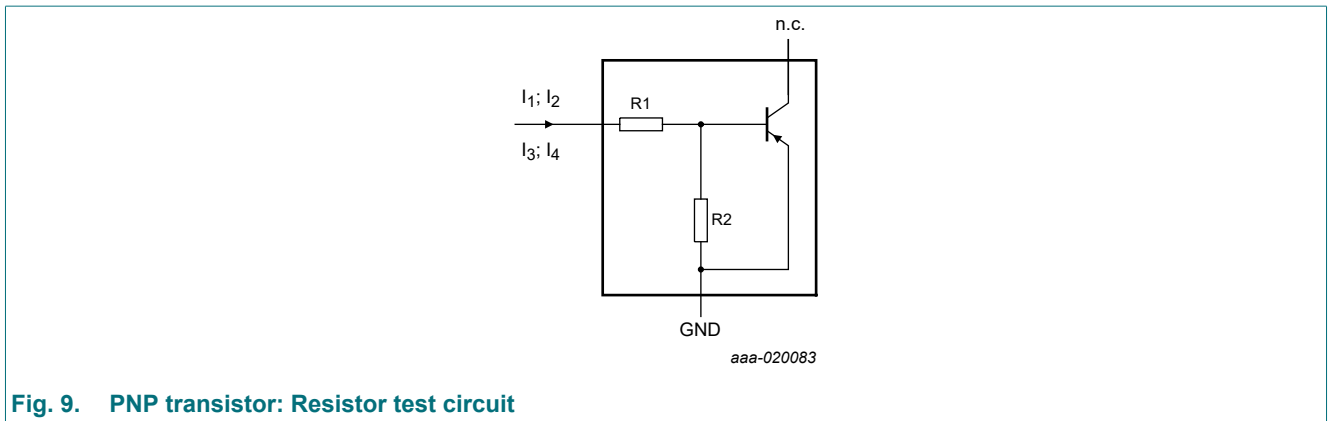 n.c.
I1; I2
R1
I3; I4
R2
GND
aaa-020083
Fig. 9. PNP transistor: Resistor test circuit